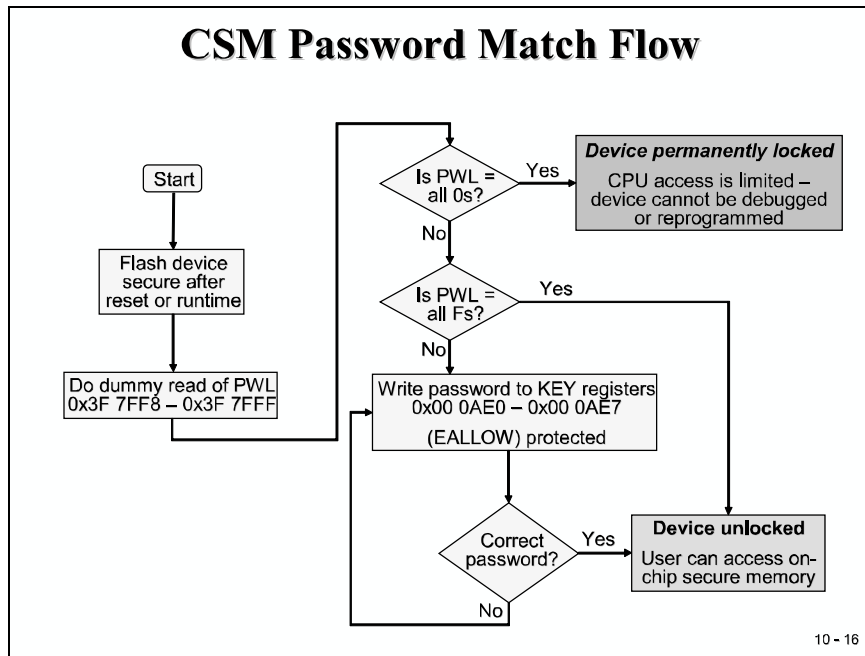 CSM Password Match Flow
Start
Flash device
secure after
reset or runtime
Do dummy read of PWL
0x3F 7FF8 – 0x3F 7FFF
Is PWL =
all 0s?
Yes
No
Device permanently locked
CPU access is limited –
device cannot be debugged
or reprogrammed
Is PWL =
all Fs?
Yes
No
Write password to KEY registers
0x00 0AE0 – 0x00 0AE7
(EALLOW) protected
Correct
password?
Yes
No
Device unlocked
User can access on-
chip secure memory
10 - 16